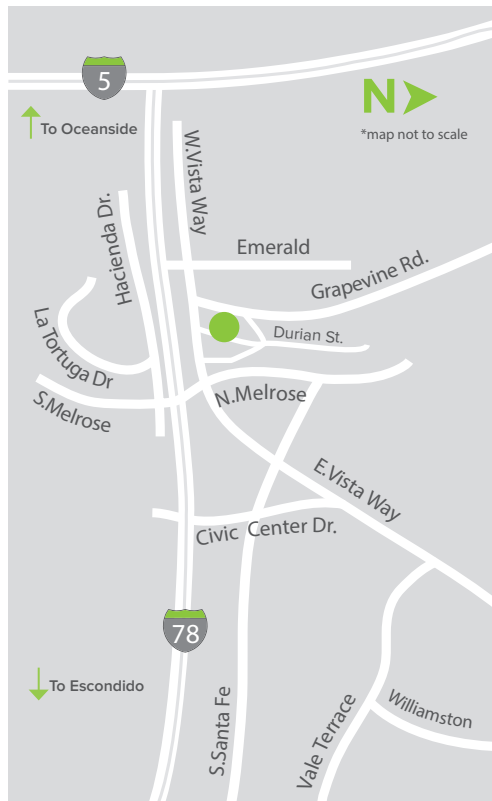 5
N
*map not to scale
To Oceanside
W.Vista Way
Hacienda Dr.
Emerald
Grapevine Rd.
Durian St.
La Tortuga Dr
S.Melrose
N.Melrose
E.Vista Way
Civic Center Dr.
78
To Escondido
S.Santa Fe
Vale Terrace
Williamston